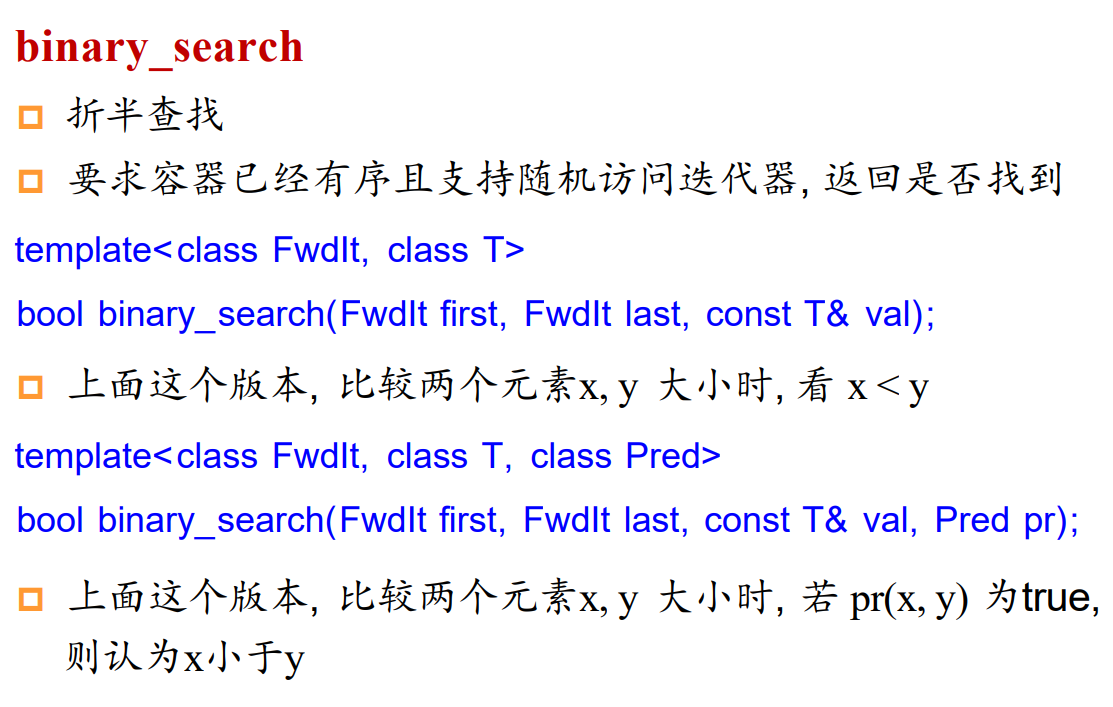 binary_search
折半查找
要求容器已经有序且支持随机访问迭代器, 返回是否找到
template<class FwdIt, class T>
bool binary_search(FwdIt first, FwdIt last, const T& val);
上面这个版本, 比较两个元素x, y 大小时, 看 x < y
template<class FwdIt, class T, class Pred>
bool binary_search(FwdIt first, FwdIt last, const T& val, Pred pr);
上面这个版本, 比较两个元素x, y 大小时, 若 pr(x, y) 为true,
则认为x小于y